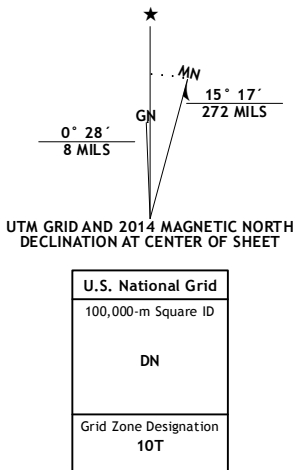 ★
MN
GN
15° 17´
272 MILS
0° 28´
8 MILS
UTM GRID AND 2014 MAGNETIC NORTH
DECLINATION AT CENTER OF SHEET
U.S. National Grid
100,000-m Square ID
DN
Grid Zone Designation
10T